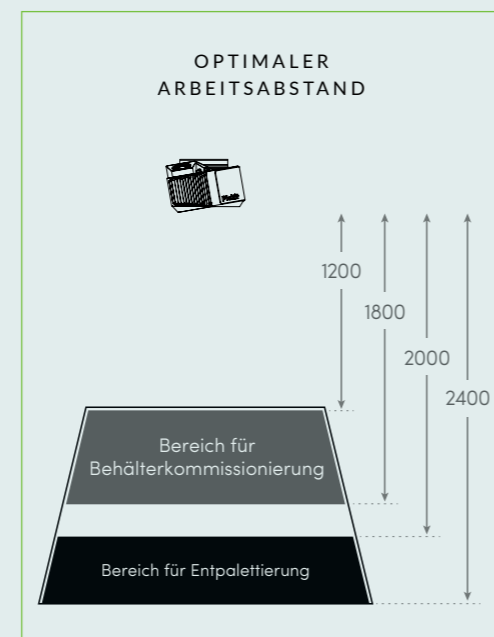 OPTIMALER
ARBEITSABSTAND
1200
1800
2000
2400
Bereich für
Behälterkommissionierung
Bereich für Entpalettierung